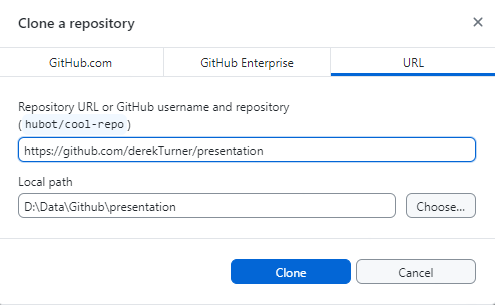 Clone a repository
GitHub.com
GitHub Enterprise
URL
Repository URL or GitHub username and repository
(hubot/cool-repo)
https://github.com/derekTurner/presentation
Local path
D:\Data\Github\presentation
Choose...
Clone
Cancel